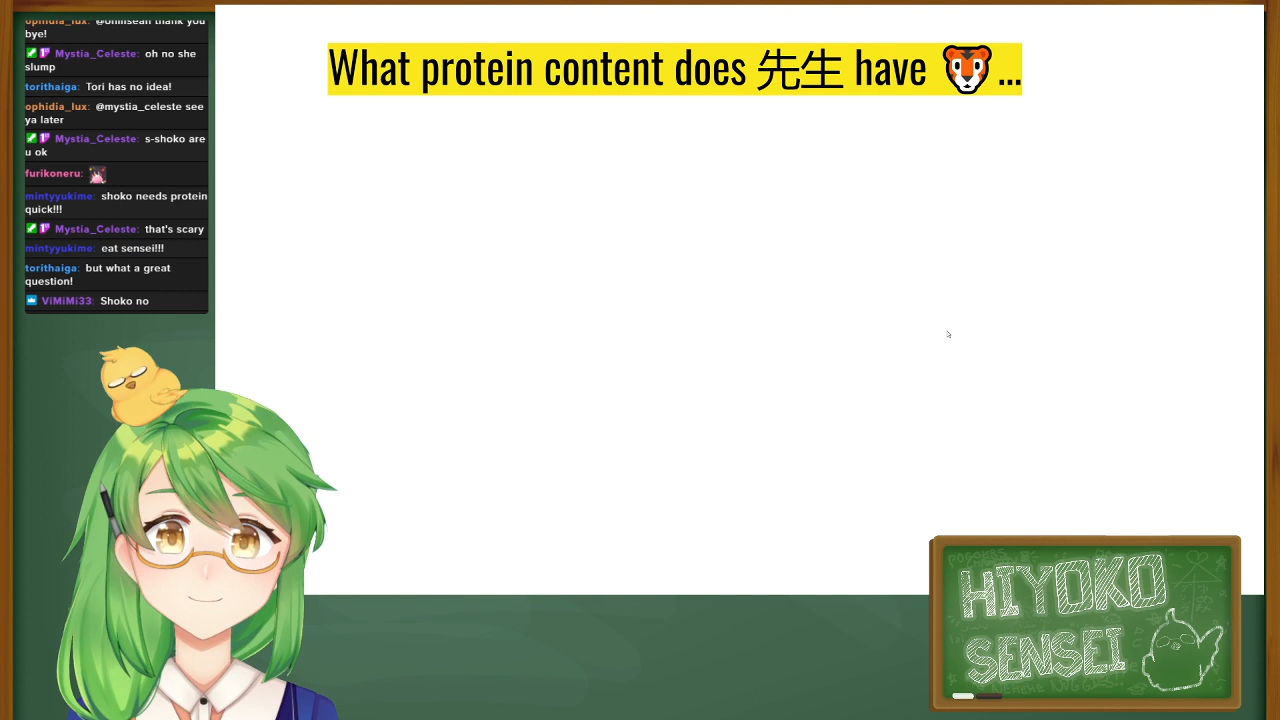 ophidia_lux: @ohiisean thank you
bye!
Mystia_Celeste: oh no she
slump
torithaiga: Tori has no idea!
ophidia_lux: @mystia_celeste see
ya later
Mystia_Celeste: s-shoko are
u ok
furikoneru:
mintyyukime: shoko needs protein
quick!!!
Mystia_Celeste: that's scary
mintyyukime: eat sensei!!!
torithaiga: but what a great
question!
ViMiMi33: Shoko no
What protein content does 先生 have 🐯 ...
HIYOKO
SENSEI